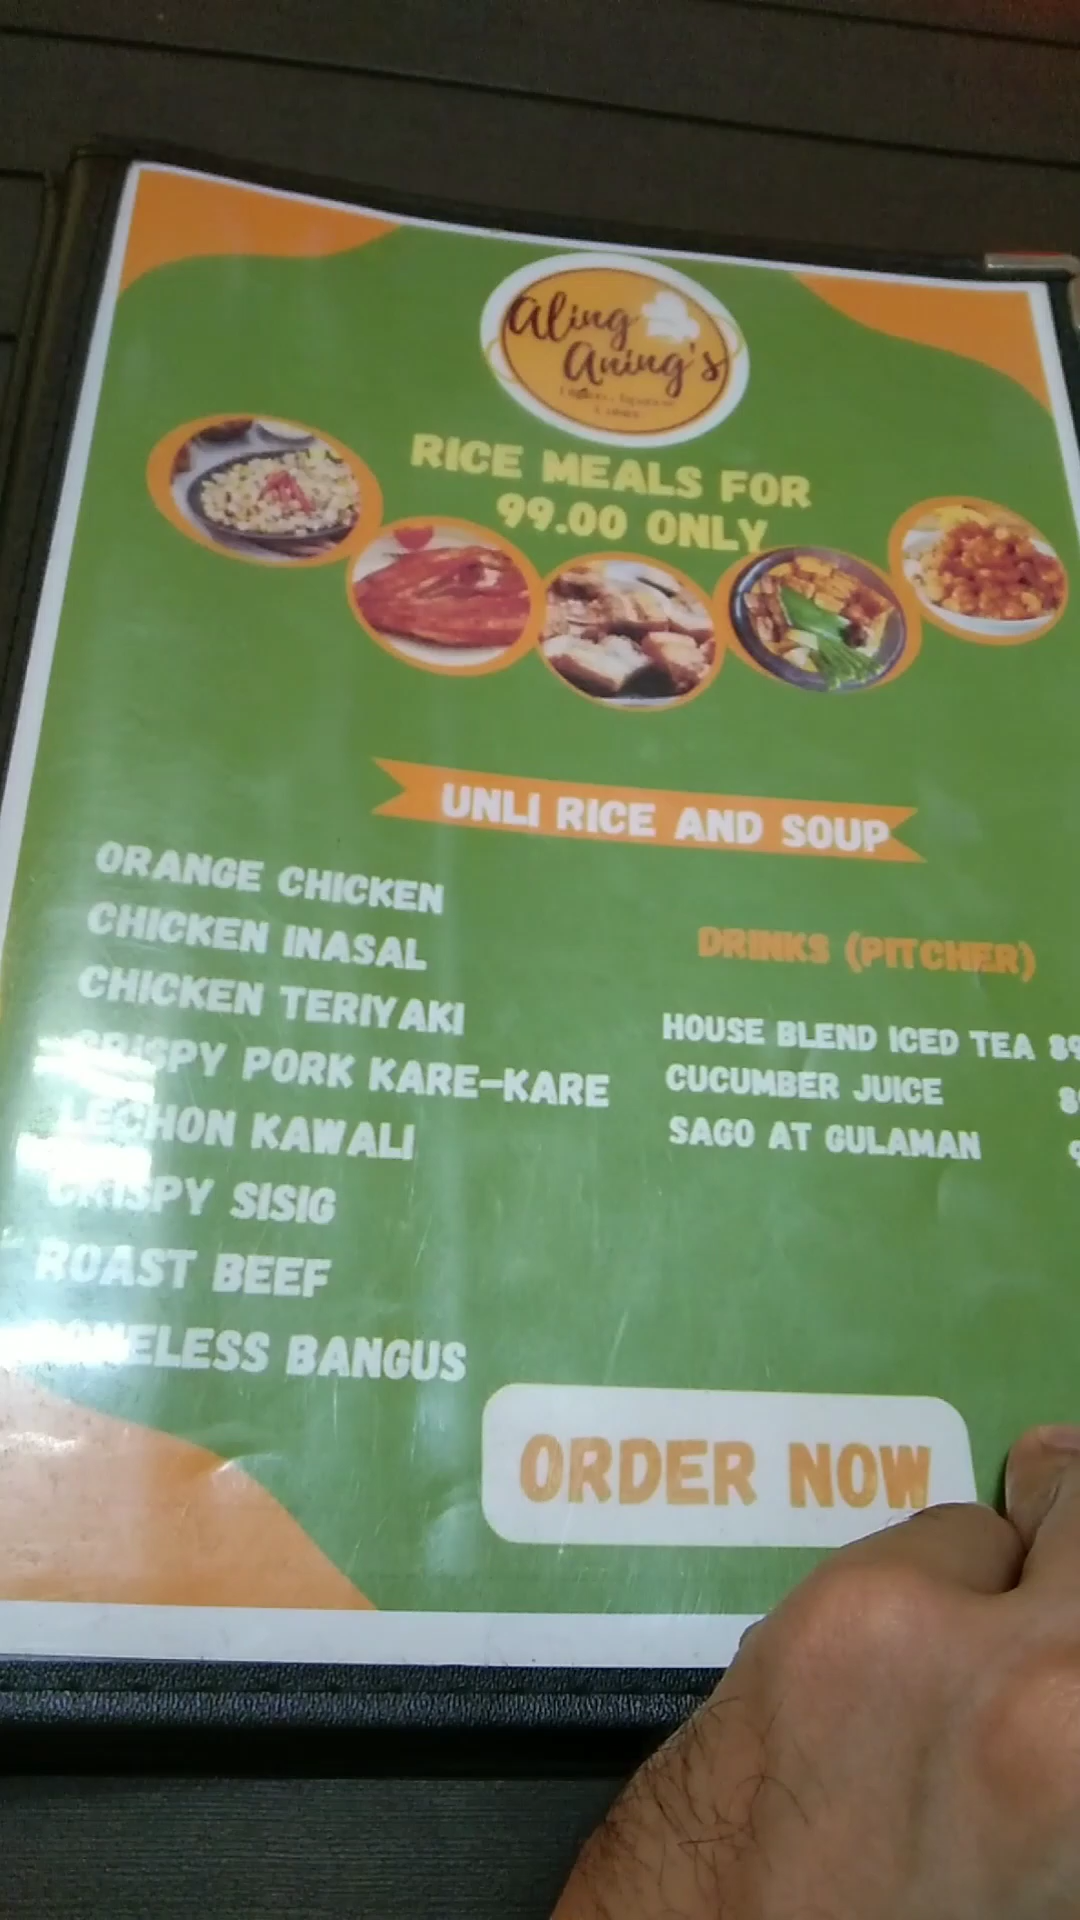 Aling
Aning's
RICE MEALS FOR
99.00 ONLY
UNLI RICE AND SOUP
ORANGE CHICKEN
CHICKEN INASAL
CHICKEN TERIYAKI
CRISPY PORK KARE-KARE
LECHON KAWALI
CRISPY SISIG
ROAST BEEF
BONELESS BANGUS
DRINKS (PITCHER)
HOUSE BLEND ICED TEA 89
CUCUMBER JUICE
SAGO AT GULAMAN
ORDER NOW